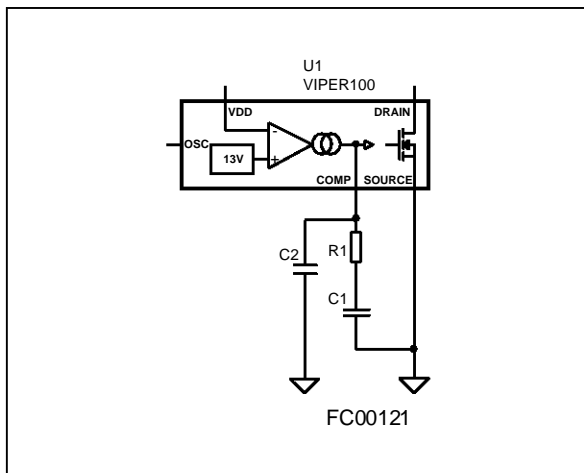 U1
VIPER100
VDD
DRAIN
OSC
-
13V
+
COMP SOURCE
C2
R1
C1
FC00121